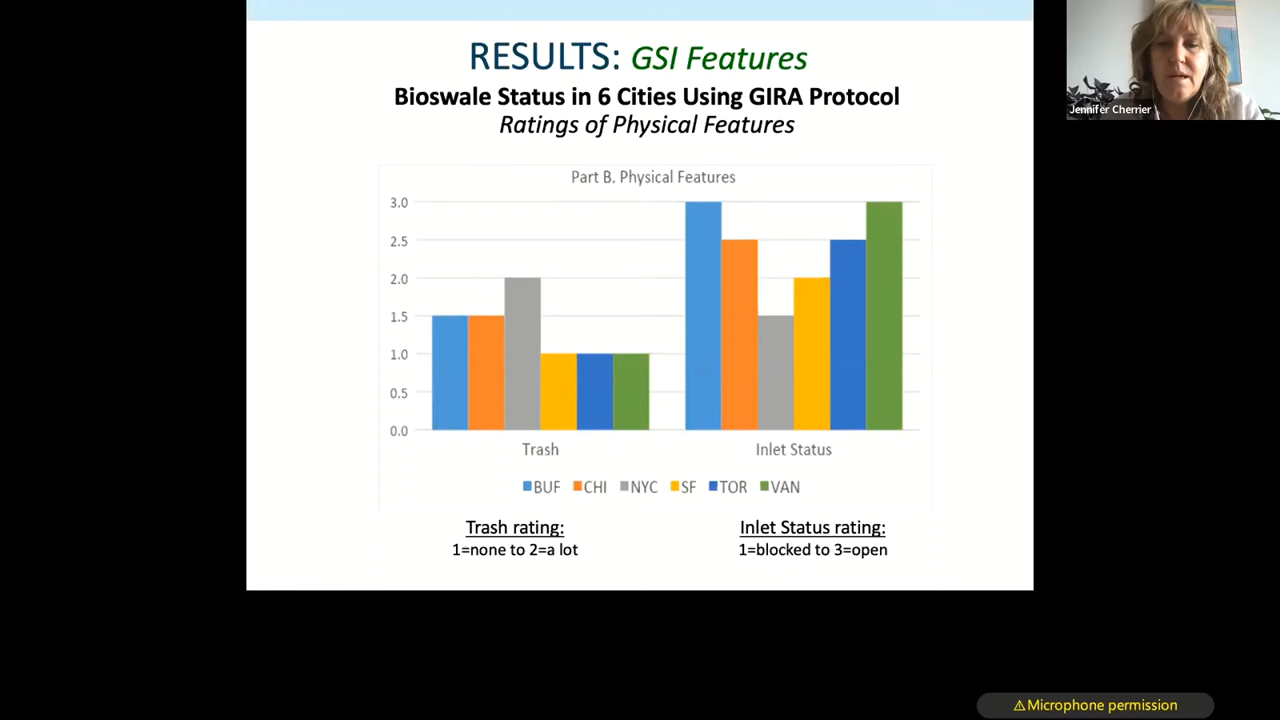 RESULTS: GSI Features
Bioswale Status in 6 Cities Using GIRA Protocol
Ratings of Physical Features
Jennifer Cherrier
Part B. Physical Features
3.0
2.5
2.0
1.5
1.0
0.5
0.0
Trash Inlet Status
BUF CHI NYC SF TOR VAN
Trash rating:
1=none to 2=a lot
Inlet Status rating:
1=blocked to 3=open
⚠Microphone permission